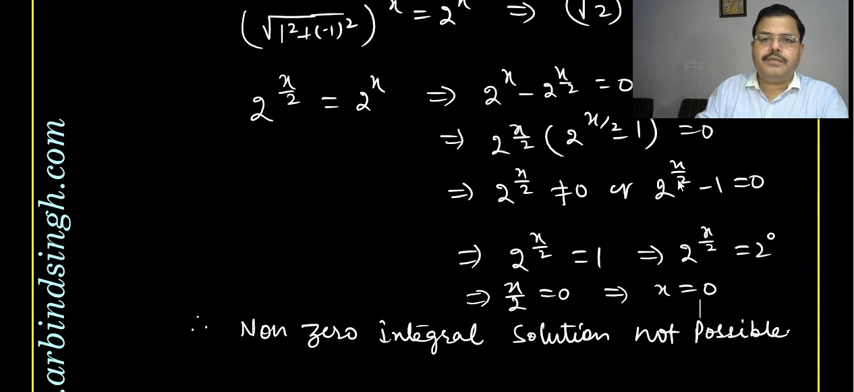 (√1²+(-1)²)ˣ = 2ˣ ⇒ (√2)
2^(x/2) = 2^x ⇒ 2^x - 2^(x/2) = 0
⇒ 2^(x/2) (2^(x/2) - 1) = 0
⇒ 2^(x/2) ≠ 0 or 2^(x/2) - 1 = 0
⇒ 2^(x/2) = 1 ⇒ 2^(x/2) = 2^0
⇒ x/2 = 0 ⇒ x = 0
∴ Non zero integral solution not Possible.
.arbindsingh.com